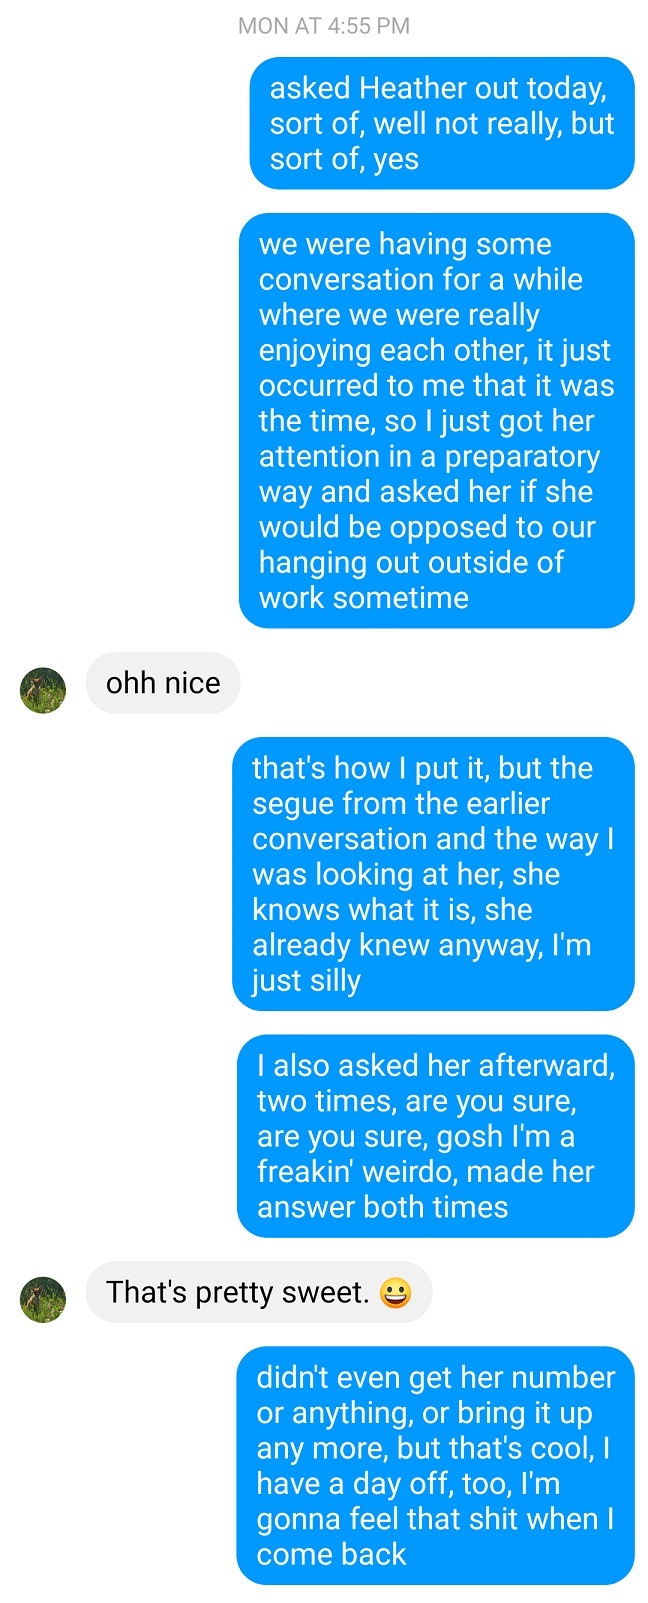 MON AT 4:55 PM
asked Heather out today,
sort of, well not really, but
sort of, yes
we were having some
conversation for a while
where we were really
enjoying each other, it just
occurred to me that it was
the time, so I just got her
attention in a preparatory
way and asked her if she
would be opposed to our
hanging out outside of
work sometime
ohh nice
that's how I put it, but the
segue from the earlier
conversation and the way I
was looking at her, she
knows what it is, she
already knew anyway, I'm
just silly
I also asked her afterward,
two times, are you sure,
are you sure, gosh I'm a
freakin' weirdo, made her
answer both times
That's pretty sweet. 😀
didn't even get her number
or anything, or bring it up
any more, but that's cool, I
have a day off, too, I'm
gonna feel that shit when I
come back